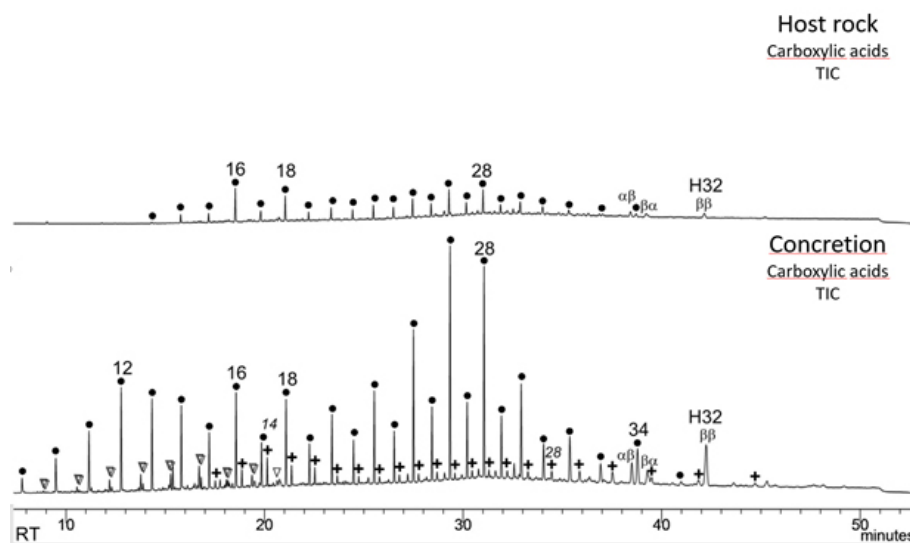 Host rock
Carboxylic acids
TIC
16 18 28 H32
αβ βα ββ
Concretion
Carboxylic acids
TIC
12 16 14 18 28 28 34 H32
αβ βα ββ
RT 10 20 30 40 50 minutes